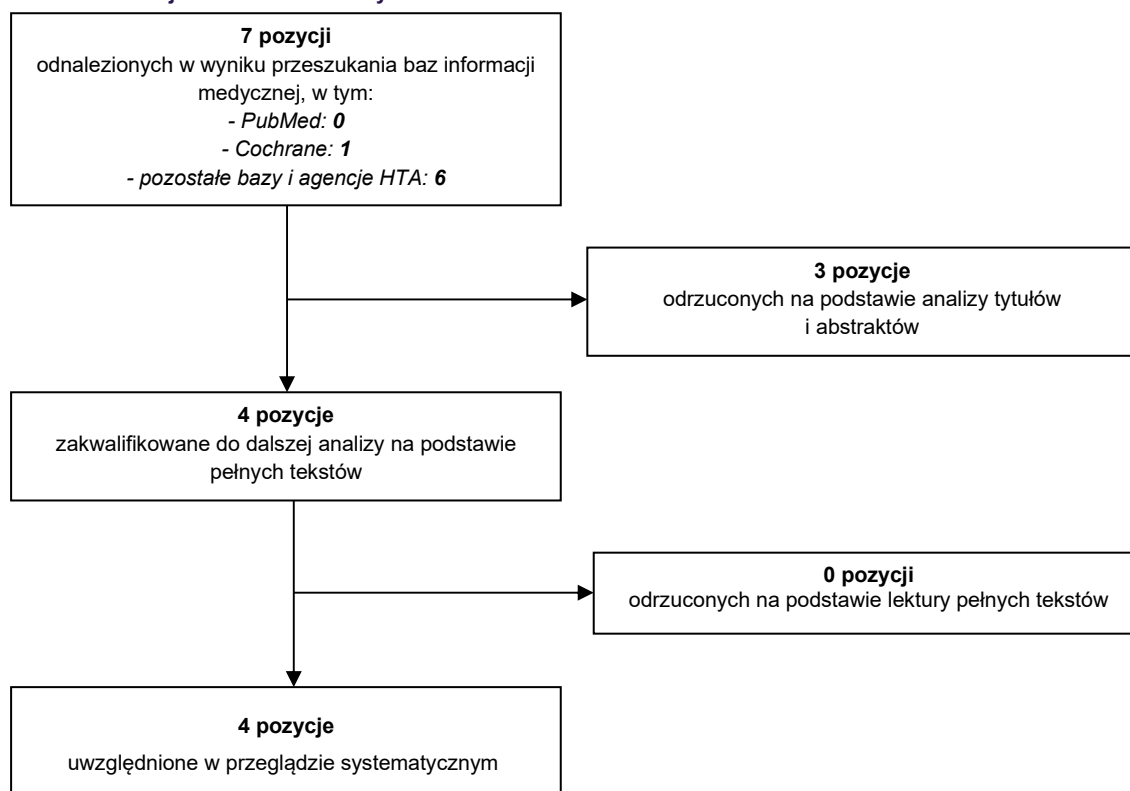 7 pozycji
odnalezionych w wyniku przeszukania baz informacji
medycznej, w tym:
- PubMed: 0
- Cochrane: 1
- pozostałe bazy i agencje HTA: 6
3 pozycje
odrzuconych na podstawie analizy tytułów
i abstraktów
4 pozycje
zakwalifikowane do dalszej analizy na podstawie
pełnych tekstów
0 pozycji
odrzuconych na podstawie lektury pełnych tekstów
4 pozycje
uwzględnione w przeglądzie systematycznym